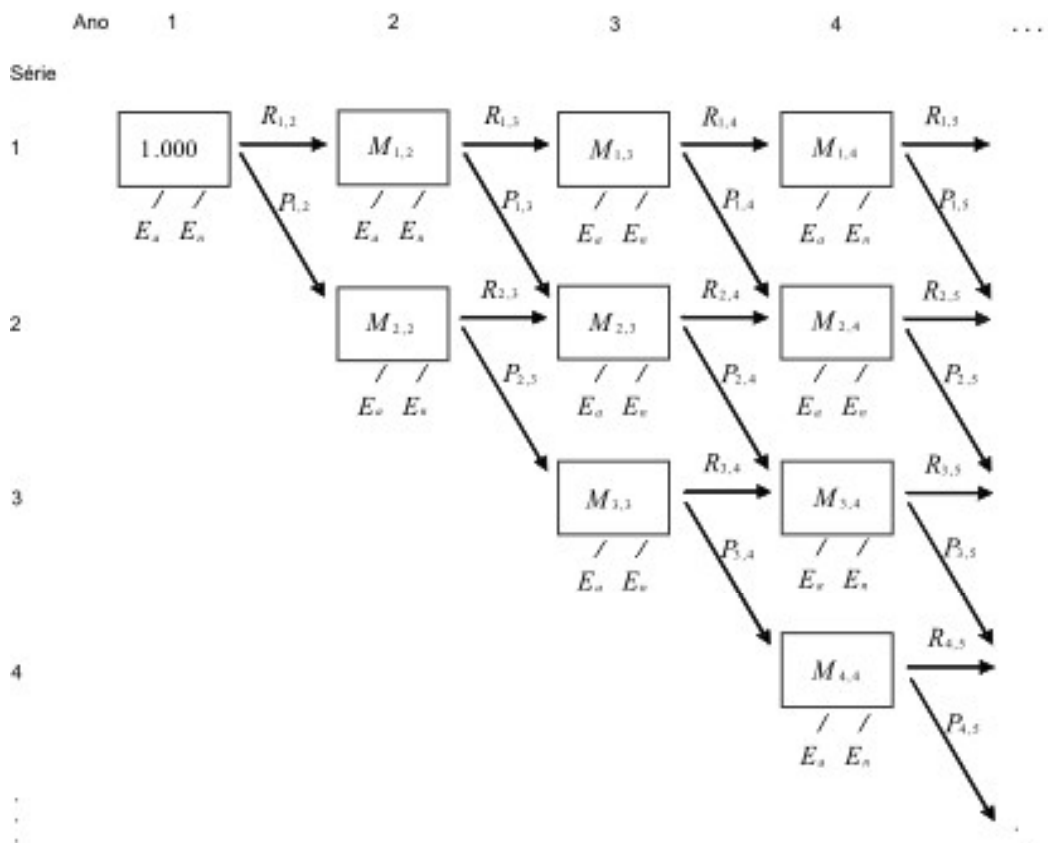 Ano 1 2 3 4 ...
Série
R1,2 R1,3 R1,4 R1,5
1 1.000 M1,2 M1,3 M1,4
P1,2 P1,3 P1,4 P1,5
Ea En Ea En Ea En Ea En
R2,3 R2,4 R2,5
2 M2,2 M2,3 M2,4
P2,3 P2,4 P2,5
Ea En Ea En Ea En
R3,4 R3,5
3 M3,3 M3,4
P3,4 P3,5
Ea En Ea En
R4,5
4 M4,4
P4,5
Ea En